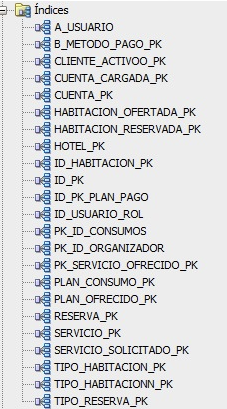 Índices
A_USUARIO
B_METODO_PAGO_PK
CLIENTE_ACTIVOO_PK
CUENTA_CARGADA_PK
CUENTA_PK
HABITACION_OFERTADA_PK
HABITACION_RESERVADA_PK
HOTEL_PK
ID_HABITACION_PK
ID_PK
ID_PK_PLAN_PAGO
ID_USUARIO_ROL
PK_ID_CONSUMOS
PK_ID_ORGANIZADOR
PK_SERVICIO_OFRECIDO_PK
PLAN_CONSUMO_PK
PLAN_OFRECIDO_PK
RESERVA_PK
SERVICIO_PK
SERVICIO_SOLICITADO_PK
TIPO_HABITACION_PK
TIPO_HABITACIONN_PK
TIPO_RESERVA_PK